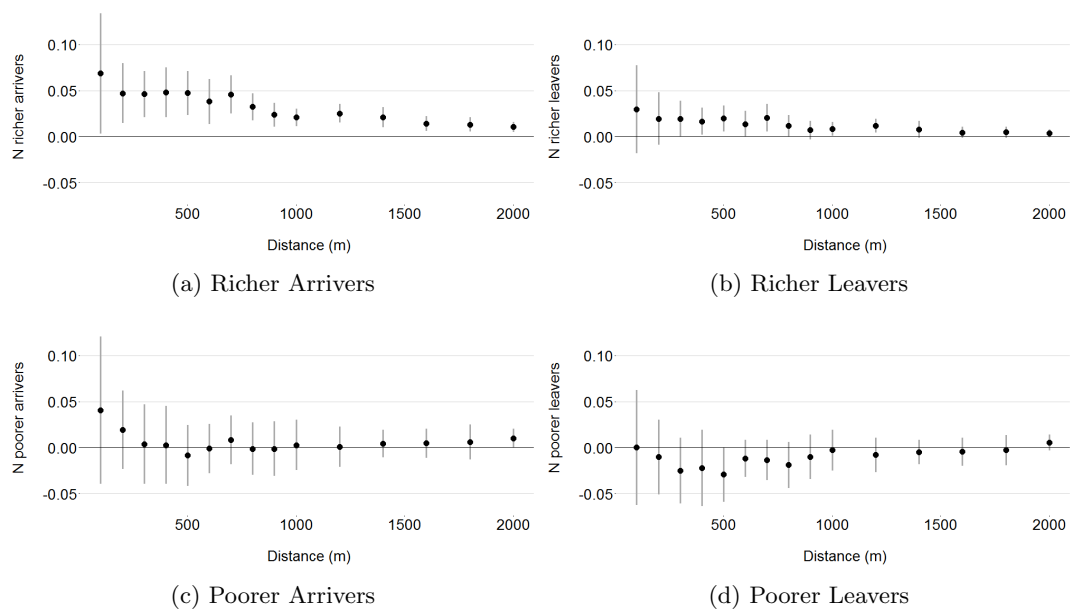 N richer arrivers
0.10
0.05
0.00
-0.05
500 1000 1500 2000
Distance (m)
(a) Richer Arrivers
N richer leavers
0.10
0.05
0.00
-0.05
500 1000 1500 2000
Distance (m)
(b) Richer Leavers
N poorer arrivers
0.10
0.05
0.00
-0.05
500 1000 1500 2000
Distance (m)
(c) Poorer Arrivers
N poorer leavers
0.10
0.05
0.00
-0.05
500 1000 1500 2000
Distance (m)
(d) Poorer Leavers